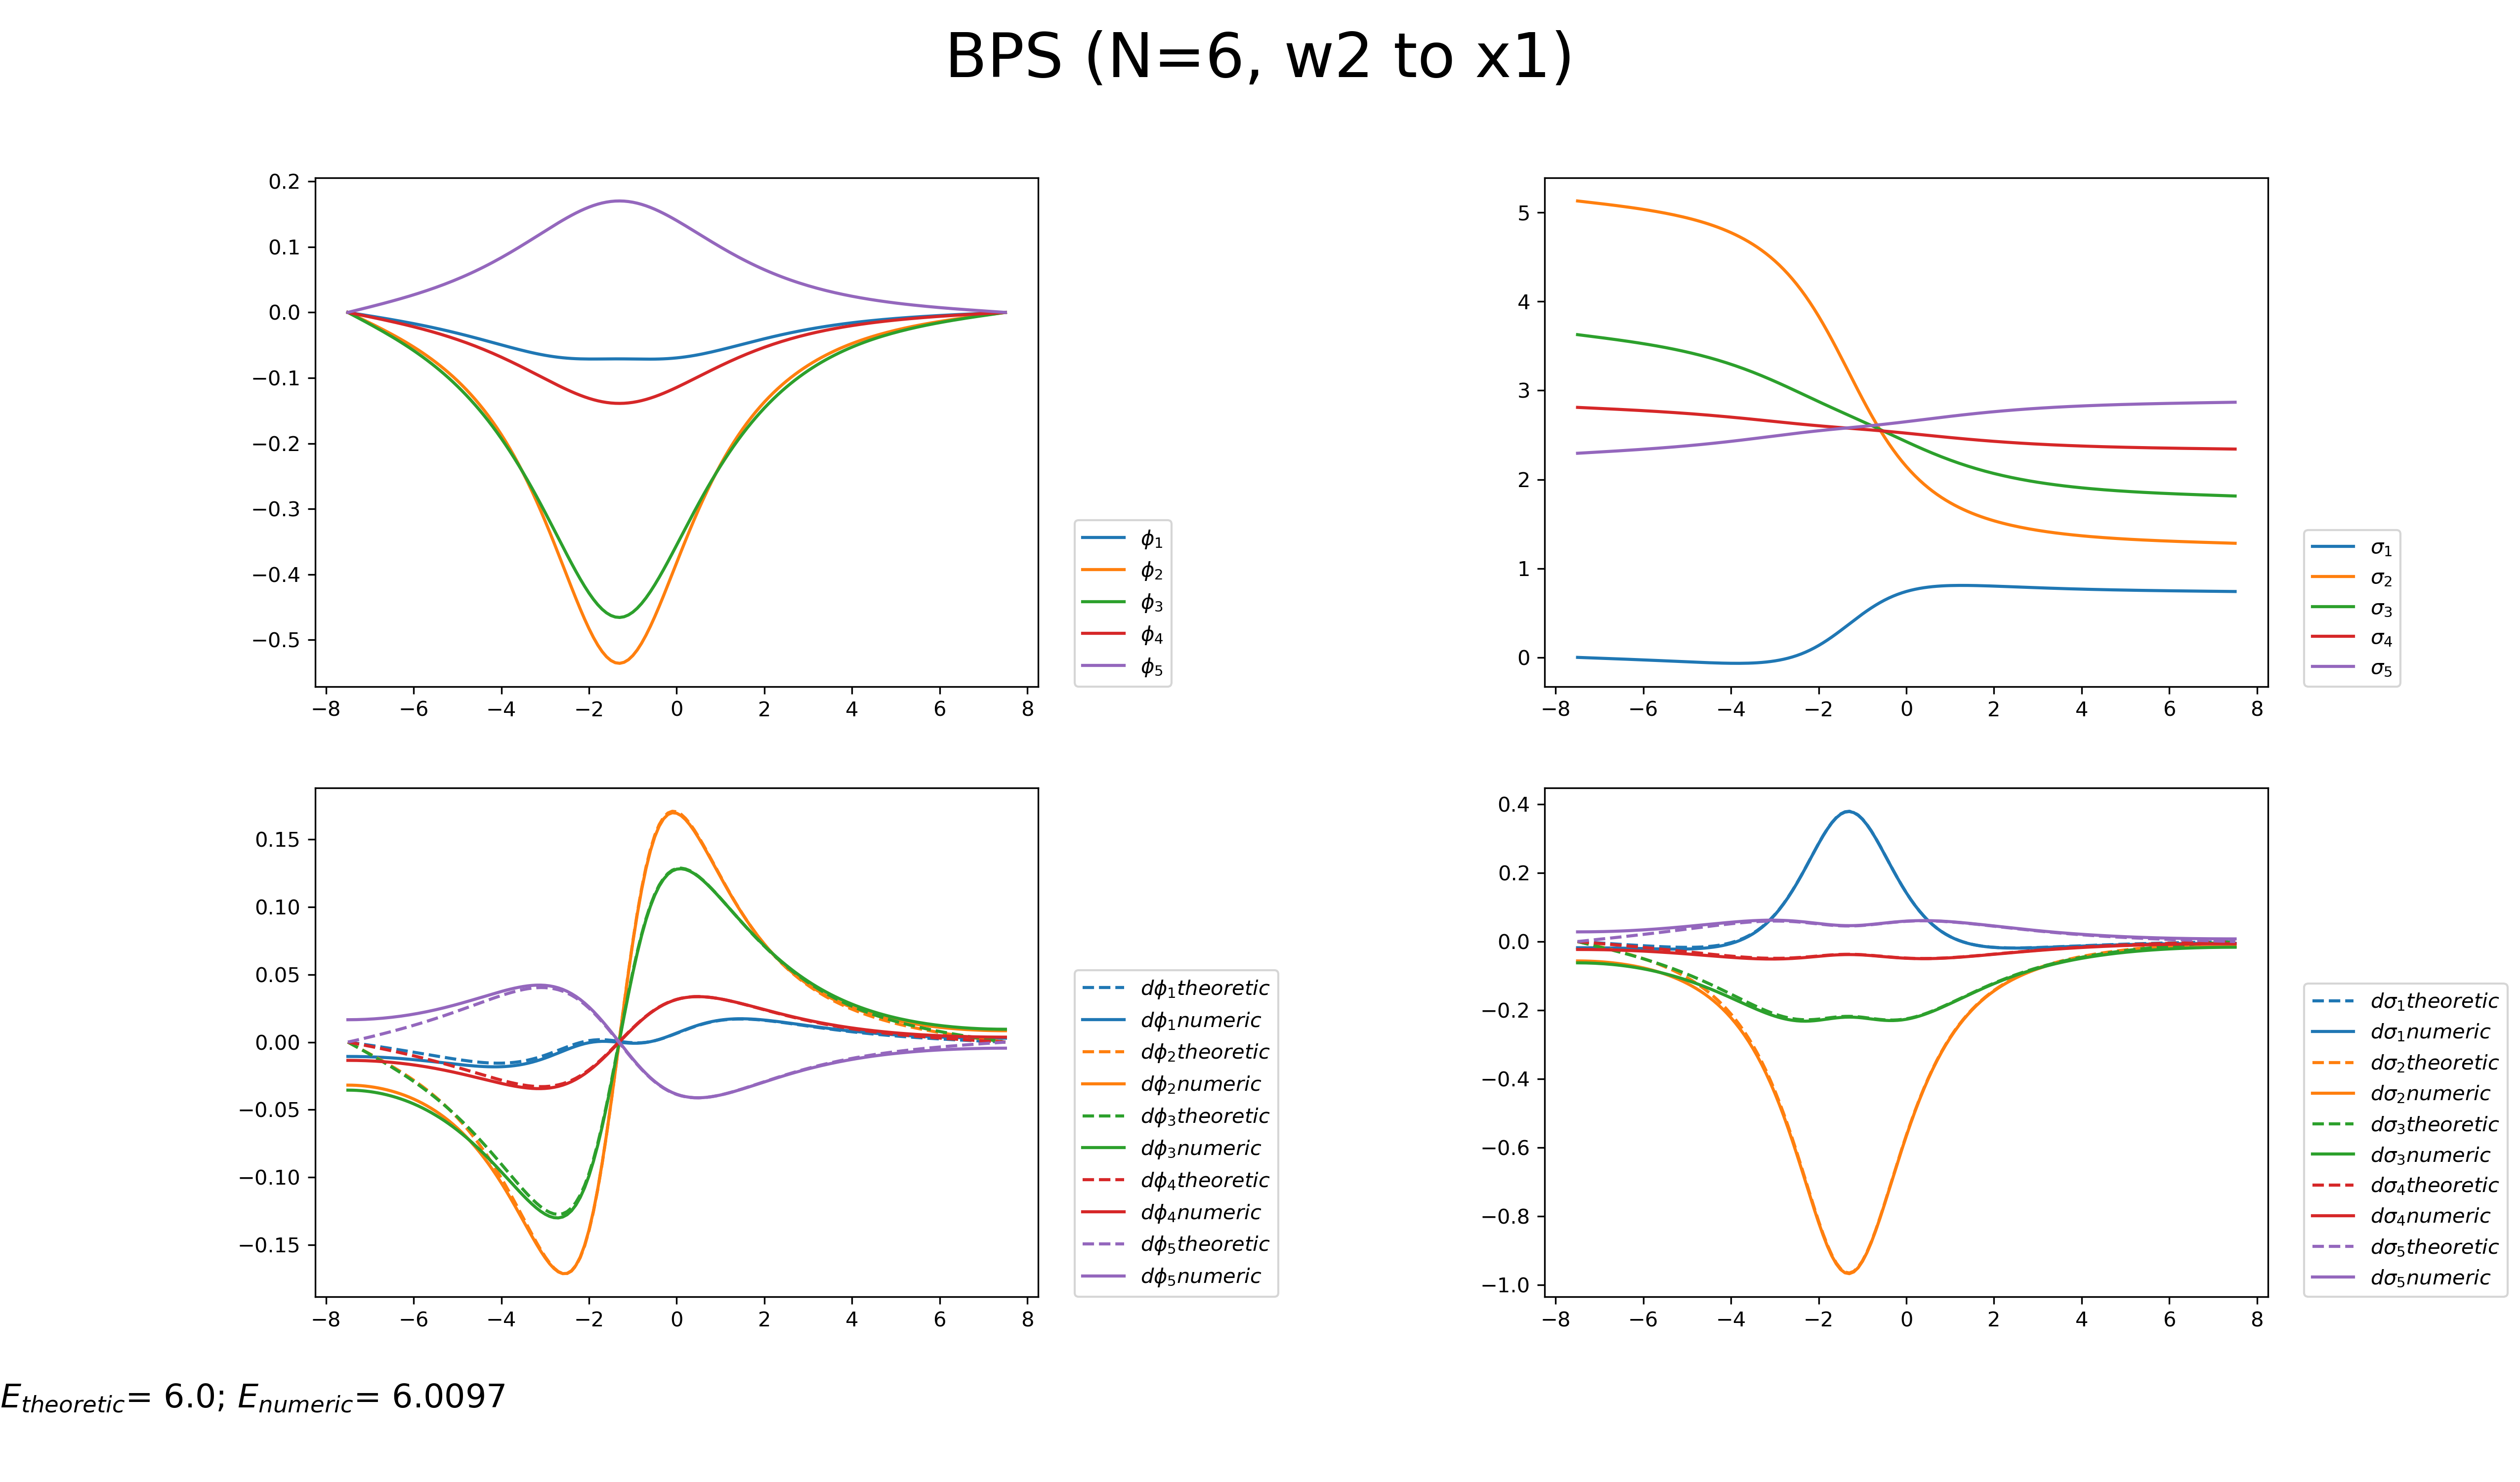 BPS (N=6, w2 to x1)
0.2
0.1
0.0
−0.1
−0.2
−0.3
−0.4
−0.5
−8 −6 −4 −2 0 2 4 6 8
ϕ1
ϕ2
ϕ3
ϕ4
ϕ5
5
4
3
2
1
0
−8 −6 −4 −2 0 2 4 6 8
σ1
σ2
σ3
σ4
σ5
0.15
0.10
0.05
0.00
−0.05
−0.10
−0.15
−8 −6 −4 −2 0 2 4 6 8
dϕ1theoretic
dϕ1numeric
dϕ2theoretic
dϕ2numeric
dϕ3theoretic
dϕ3numeric
dϕ4theoretic
dϕ4numeric
dϕ5theoretic
dϕ5numeric
0.4
0.2
0.0
−0.2
−0.4
−0.6
−0.8
−1.0
−8 −6 −4 −2 0 2 4 6 8
dσ1theoretic
dσ1numeric
dσ2theoretic
dσ2numeric
dσ3theoretic
dσ3numeric
dσ4theoretic
dσ4numeric
dσ5theoretic
dσ5numeric
Etheoretic= 6.0; Enumeric= 6.0097